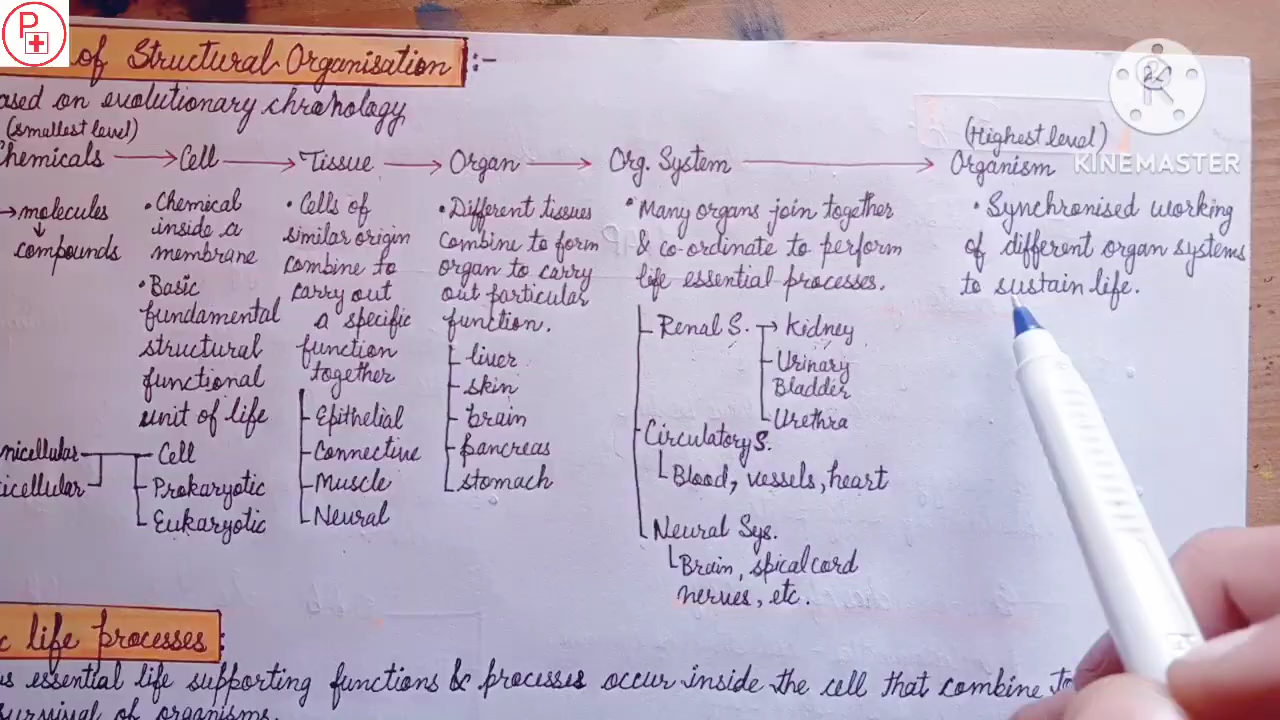 P
of Structural Organisation :-
ased on evolutionary chronology
(smallest level)
(Highest level)
Chemicals → Cell → Tissue → Organ → Org. System → Organism
KINEMASTER
→ molecules
↓
compounds
• Chemical
inside a
membrane
• Basic
fundamental
structural
functional
unit of life
nicellular
icellular
Cell
Prokaryotic
Eukaryotic
• Cells of
similar origin
combine to
carry out
a specific
function
together
Epithelial
Connective
Muscle
Neural
• Different tissues
combine to form
organ to carry
out particular
function.
liver
skin
brain
pancreas
stomach
• Many organs join together
& co-ordinate to perform
life essential processes.
Renal S. → Kidney
Urinary
Bladder
Urethra
Circulatory S.
Blood, vessels, heart
Neural Sys.
Brain, spical cord
nerves, etc.
• Synchronised working
of different organ systems
to sustain life.
c life processes :
us essential life supporting functions & processes occur inside the cell that combine to
survival of organisms.